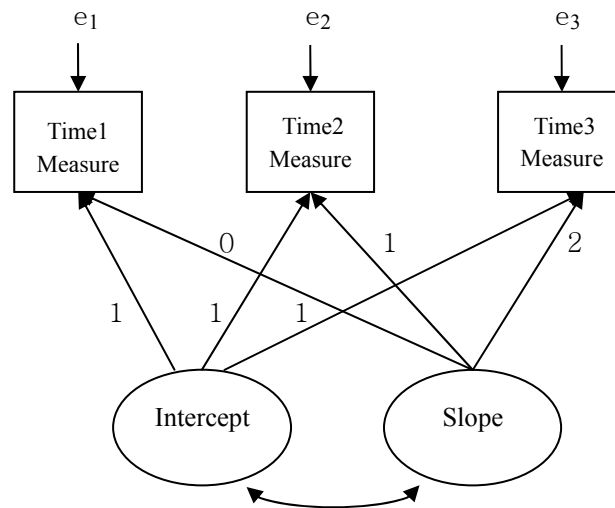 e1
e2
e3
Time1
Measure
Time2
Measure
Time3
Measure
0
1
2
1
1
1
Intercept
Slope